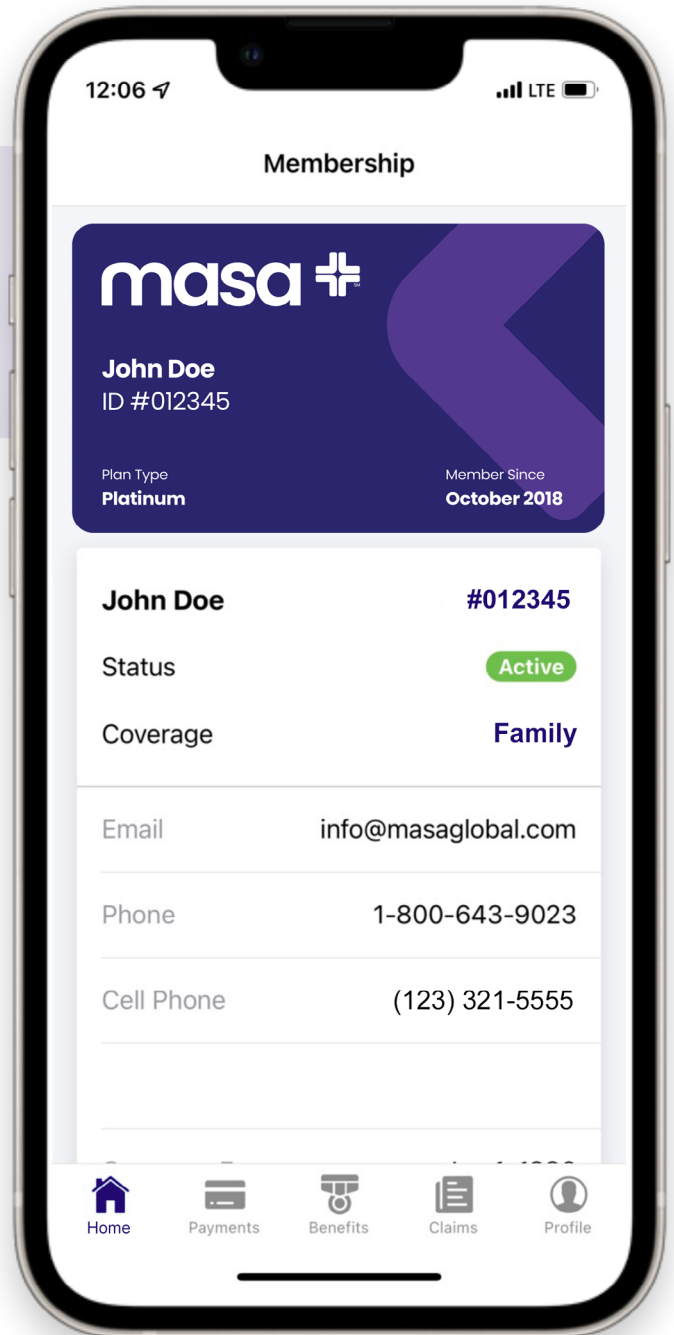 12:06
LTE
Membership
masa
SM
John Doe
ID #012345
Plan Type
Member Since
Platinum
October 2018
John Doe
#012345
Status
Active
Coverage
Family
Email
info@masaglobal.com
Phone
1-800-643-9023
Cell Phone
(123) 321-5555
Home
Payments
Benefits
Claims
Profile